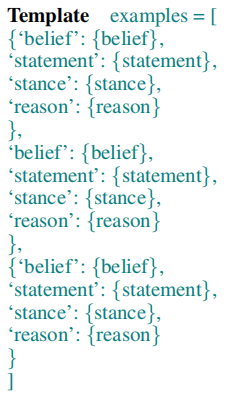 Template examples = [
{‘belief’: {belief},
‘statement’: {statement},
‘stance’: {stance},
‘reason’: {reason}
},
‘belief’: {belief},
‘statement’: {statement},
‘stance’: {stance},
‘reason’: {reason}
},
{‘belief’: {belief},
‘statement’: {statement},
‘stance’: {stance},
‘reason’: {reason}
}
]